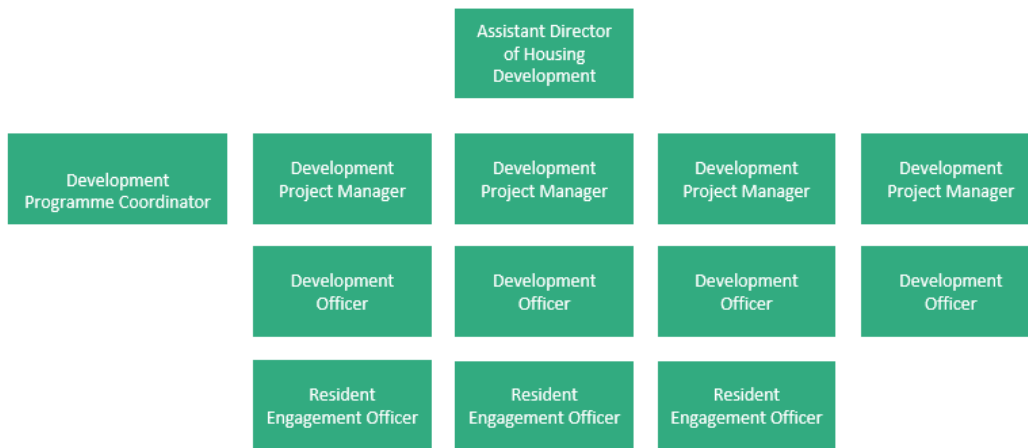 Assistant Director
of Housing
Development
Development
Programme Coordinator
Development
Project Manager
Development
Project Manager
Development
Project Manager
Development
Project Manager
Development
Officer
Development
Officer
Development
Officer
Development
Officer
Resident
Engagement Officer
Resident
Engagement Officer
Resident
Engagement Officer